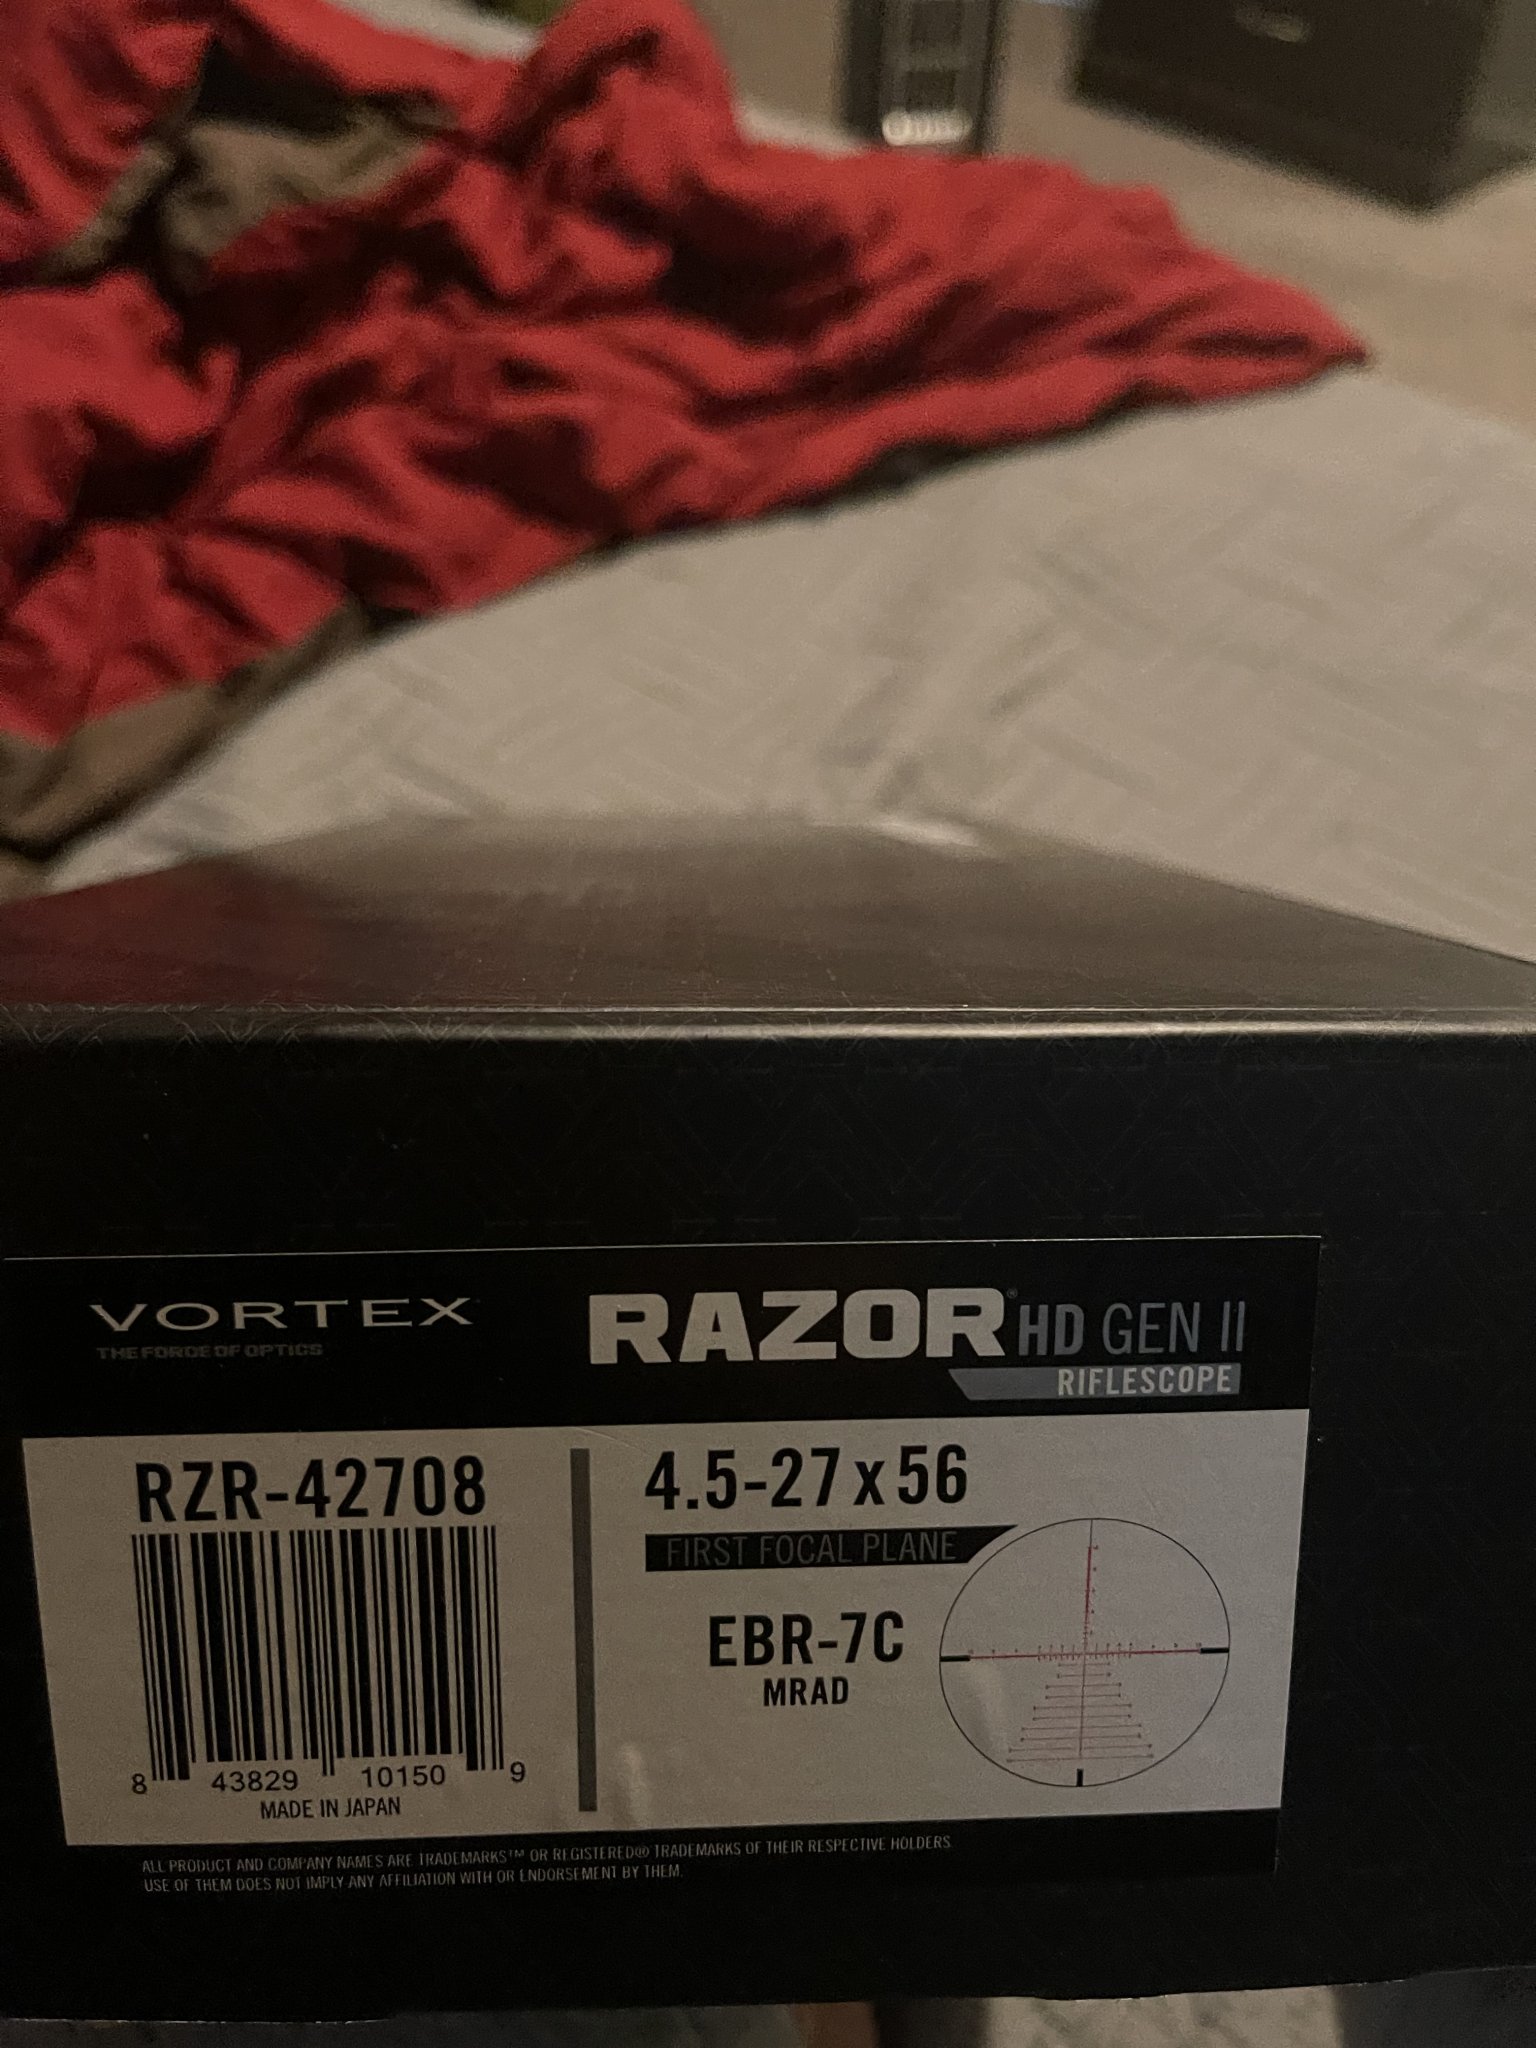 VORTEX
THE FORCE OF OPTICS
RAZOR® HD GEN II
RIFLESCOPE
RZR-42708
8 43829 10150 9
MADE IN JAPAN
4.5-27x56
FIRST FOCAL PLANE
EBR-7C
MRAD
ALL PRODUCT AND COMPANY NAMES ARE TRADEMARKS™ OR REGISTERED® TRADEMARKS OF THEIR RESPECTIVE HOLDERS.
USE OF THEM DOES NOT IMPLY ANY AFFILIATION WITH OR ENDORSEMENT BY THEM.